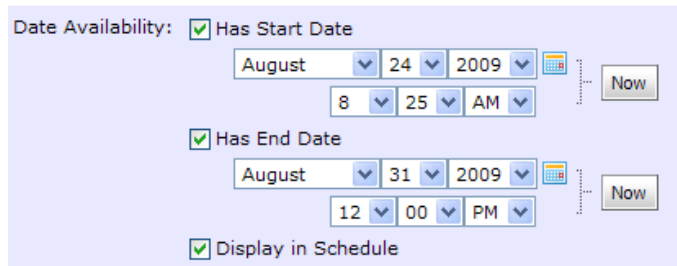 Date Availability: Has Start Date
August 24 2009
Now
8 25 AM
Has End Date
August 31 2009
Now
12 00 PM
Display in Schedule